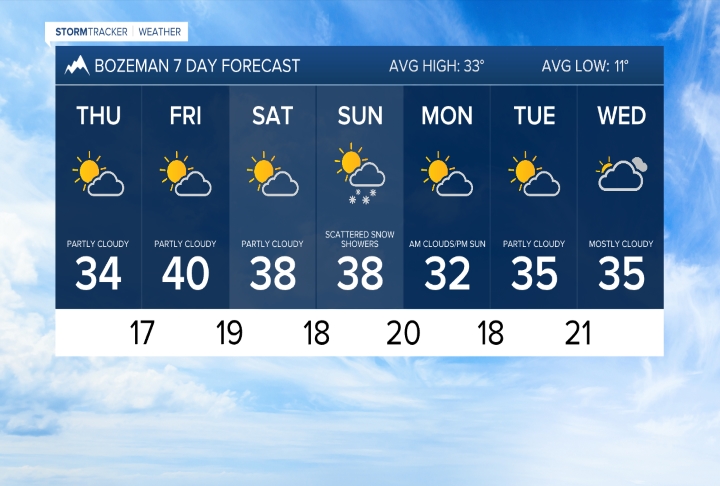 STORMTRACKER | WEATHER
BOZEMAN 7 DAY FORECAST AVG HIGH: 33° AVG LOW: 11°
THU FRI SAT SUN MON TUE WED
PARTLY CLOUDY PARTLY CLOUDY PARTLY CLOUDY SCATTERED SNOW SHOWERS AM CLOUDS/PM SUN PARTLY CLOUDY MOSTLY CLOUDY
34 40 38 38 32 35 35
17 19 18 20 18 21